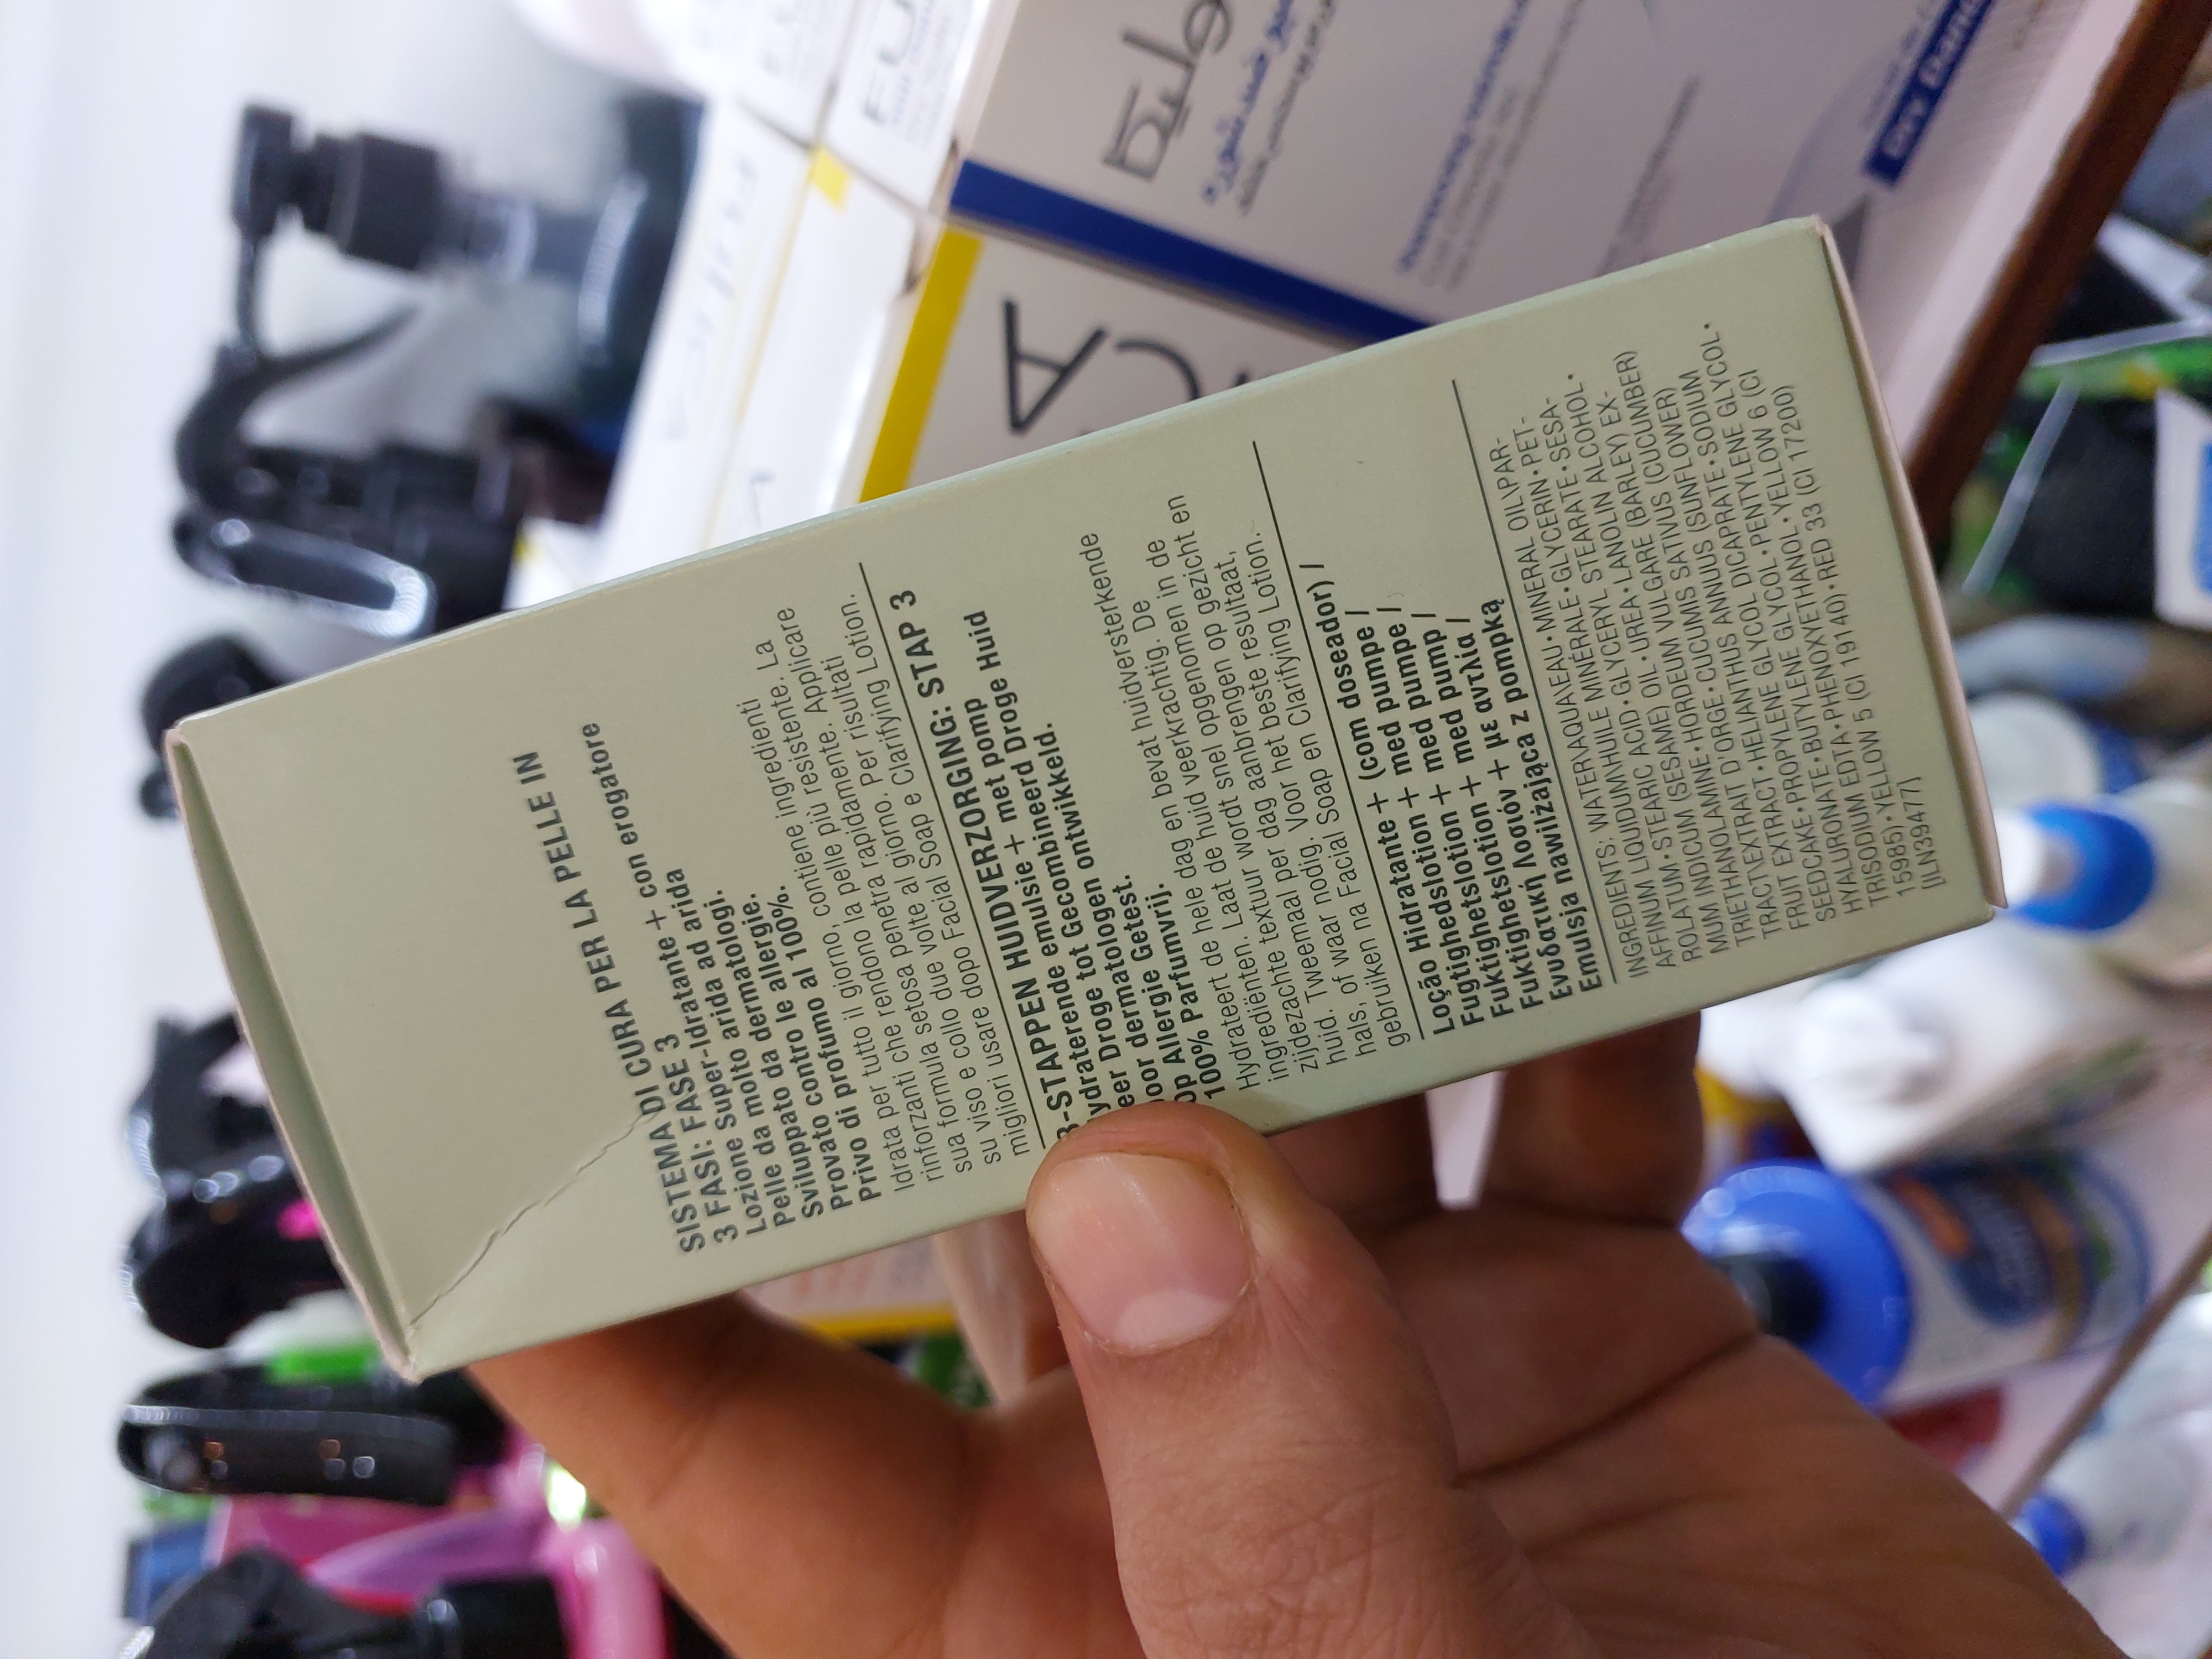 SISTEMA DI CURA PER LA PELLE IN
3 FASI: FASE 3
Lozione Super-Idratante+ con erogatore
Pelle da molto arida ad arida
Sviluppato da dermatologi.
Provato contro le allergie.
Privo di profumo al 100%.
Idrata per tutto il giorno, contiene ingredienti
rinforzanti che rendono la pelle più resistente. La
sua formula setosa penetra rapidamente. Applicare
su viso e collo due volte al giorno. Per risultati
migliori usare dopo Facial Soap e Clarifying Lotion.
3-STAPPEN HUIDVERZORGING: STAP 3
Hydraterende emulsie + met pomp
Zeer Droge tot Gecombineerd Droge Huid
Door dermatologen ontwikkeld.
Op Allergie Getest.
100% Parfumvrij.
Hydrateert de hele dag en bevat huidversterkende
ingrediënten. Laat de huid veerkrachtig. De
zijdezachte textuur wordt snel opgenomen in de
huid. Tweemaal per dag aanbrengen op gezicht en
hals, of waar nodig. Voor het beste resultaat,
gebruiken na Facial Soap en Clarifying Lotion.
Loção Hidratante + (com doseador) /
Fugtighedslotion + med pumpe /
Fugtighetslotion + med pumpe /
Fuktighetslotion + med pump /
Ενυδατική Λοσιόν + με αντλία /
Emulsja nawilżająca z pompką
INGREDIENTS: WATER\AQUA\EAU • MINERAL OIL\PAR-
AFFINUM LIQUIDUM\HUILE MINÉRALE • GLYCERIN • PET-
ROLATUM • STEARIC ACID • GLYCERYL STEARATE • SESA-
MUM INDICUM (SESAME) OIL • UREA • LANOLIN ALCOHOL •
TRIETHANOLAMINE • HORDEUM VULGARE (BARLEY) EX-
TRACT\EXTRAIT D'ORGE • CUCUMIS SATIVUS (CUCUMBER)
FRUIT EXTRACT • HELIANTHUS ANNUUS (SUNFLOWER)
SEEDCAKE • PROPYLENE GLYCOL DICAPRATE • SODIUM
HYALURONATE • BUTYLENE GLYCOL • PENTYLENE GLYCOL •
TRISODIUM EDTA • PHENOXYETHANOL • YELLOW 6 (CI
15985) • YELLOW 5 (CI 19140) • RED 33 (CI 17200)
[ILN39477]